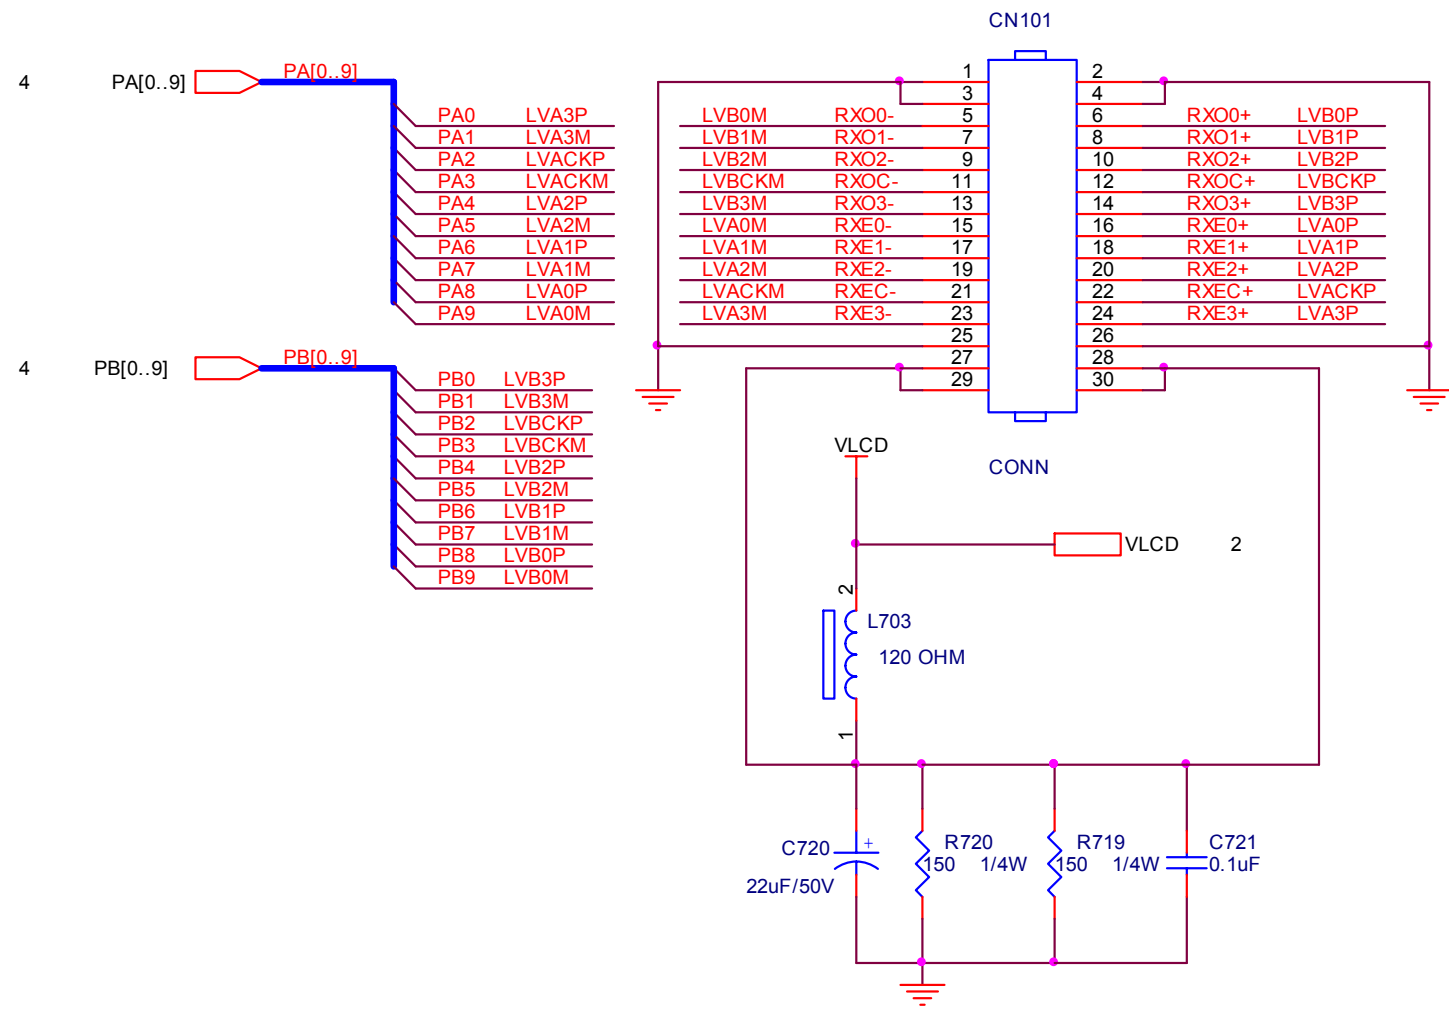 CN101
4 PA[0..9] PA[0..9]
PA0 LVA3P
PA1 LVA3M
PA2 LVACKP
PA3 LVACKM
PA4 LVA2P
PA5 LVA2M
PA6 LVA1P
PA7 LVA1M
PA8 LVA0P
PA9 LVA0M
4 PB[0..9] PB[0..9]
PB0 LVB3P
PB1 LVB3M
PB2 LVBCKP
PB3 LVBCKM
PB4 LVB2P
PB5 LVB2M
PB6 LVB1P
PB7 LVB1M
PB8 LVB0P
PB9 LVB0M
1 2
3 4
LVB0M RXO0- 5 6 RXO0+ LVB0P
LVB1M RXO1- 7 8 RXO1+ LVB1P
LVB2M RXO2- 9 10 RXO2+ LVB2P
LVBCKM RXOC- 11 12 RXOC+ LVBCKP
LVB3M RXO3- 13 14 RXO3+ LVB3P
LVA0M RXE0- 15 16 RXE0+ LVA0P
LVA1M RXE1- 17 18 RXE1+ LVA1P
LVA2M RXE2- 19 20 RXE2+ LVA2P
LVACKM RXEC- 21 22 RXEC+ LVACKP
LVA3M RXE3- 23 24 RXE3+ LVA3P
25 26
27 28
29 30
VLCD
CONN
VLCD 2
2
L703
120 OHM
1
C720 +
22uF/50V
R720
150 1/4W
R719
150 1/4W
C721
0.1uF